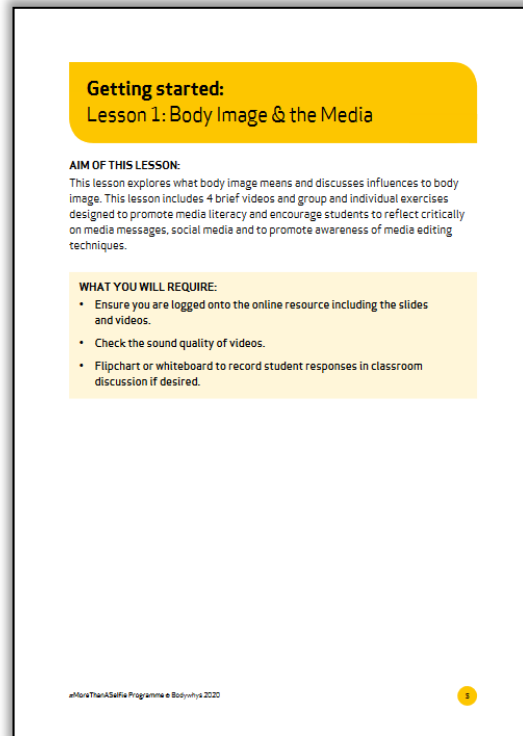 Getting started:
Lesson 1: Body Image & the Media
AIM OF THIS LESSON:
This lesson explores what body image means and discusses influences to body
image. This lesson includes 4 brief videos and group and individual exercises
designed to promote media literacy and encourage students to reflect critically
on media messages, social media and to promote awareness of media editing
techniques.
WHAT YOU WILL REQUIRE:
• Ensure you are logged onto the online resource including the slides
and videos.
• Check the sound quality of videos.
• Flipchart or whiteboard to record student responses in classroom
discussion if desired.
#MoreThanASelfie Programme © Bodywhys 2020